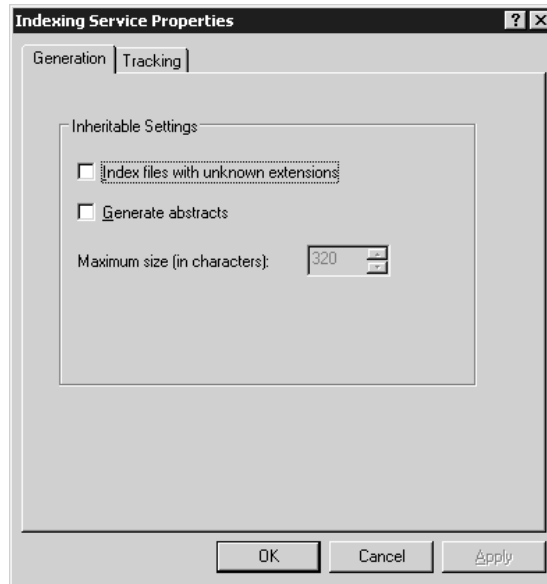 Indexing Service Properties
Generation
Tracking
Inheritable Settings
Index files with unknown extensions
Generate abstracts
Maximum size (in characters):
320
OK
Cancel
Apply